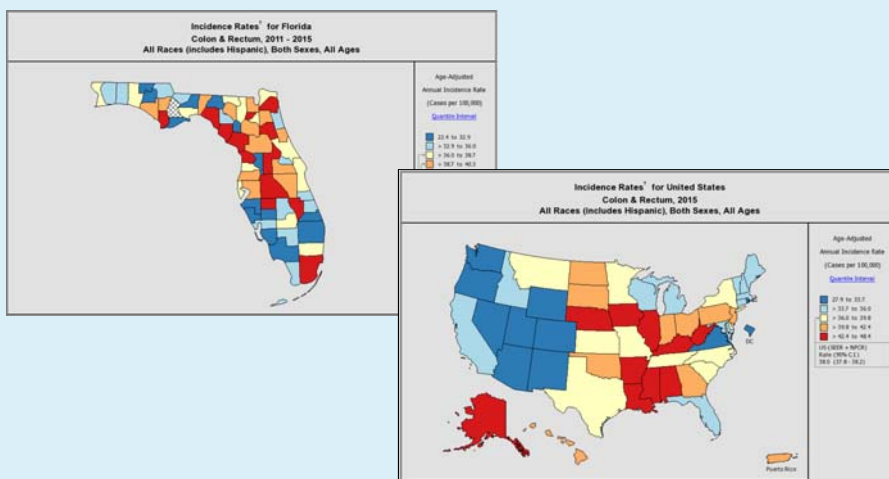 Incidence Rates† for Florida
Colon & Rectum, 2011 - 2015
All Races (includes Hispanic), Both Sexes, All Ages
Age-Adjusted
Annual Incidence Rate
(Cases per 100,000)
Quantile Interval
22.4 to 32.9
> 32.9 to 36.0
> 36.0 to 38.7
> 38.7 to 40.3
Incidence Rates† for United States
Colon & Rectum, 2015
All Races (includes Hispanic), Both Sexes, All Ages
Age-Adjusted
Annual Incidence Rate
(Cases per 100,000)
Quantile Interval
27.9 to 33.7
> 33.7 to 36.0
> 36.0 to 39.8
> 39.8 to 42.4
> 42.4 to 48.4
US (SEER + NPCR)
Rate (95% C.I.)
38.0 (37.8 - 38.2)
DC
Puerto Rico